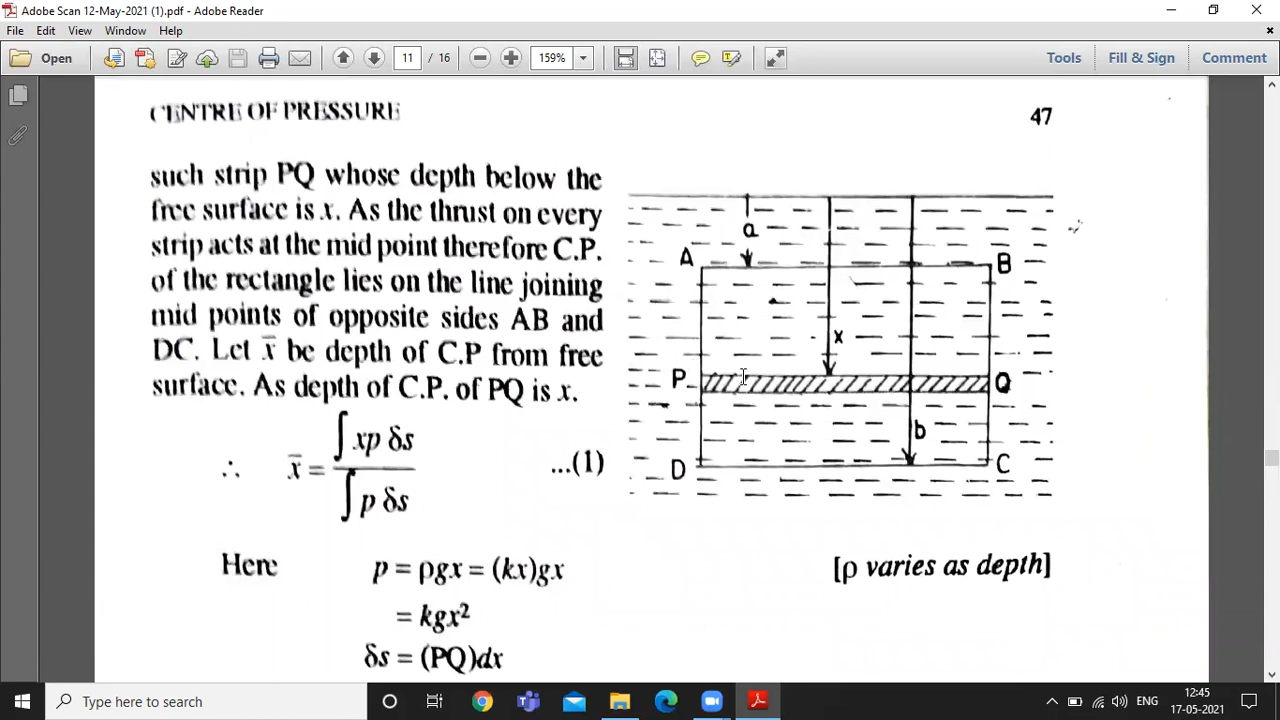 Adobe Scan 12-May-2021 (1).pdf - Adobe Reader
File Edit View Window Help
Open 11 / 16 159% Tools Fill & Sign Comment
CENTRE OF PRESSURE 47
such strip PQ whose depth below the
free surface is x. As the thrust on every
strip acts at the mid point therefore C.P.
of the rectangle lies on the line joining
mid points of opposite sides AB and
DC. Let x̄ be depth of C.P from free
surface. As depth of C.P. of PQ is x.
a
A B
x
P Q
b
D C
∴ x̄ = ∫ xp δs / ∫ p δs ...(1)
Here p = ρgx = (kx)gx [ρ varies as depth]
= kgx²
δs = (PQ)dx
Type here to search
ENG
12:45
17-05-2021